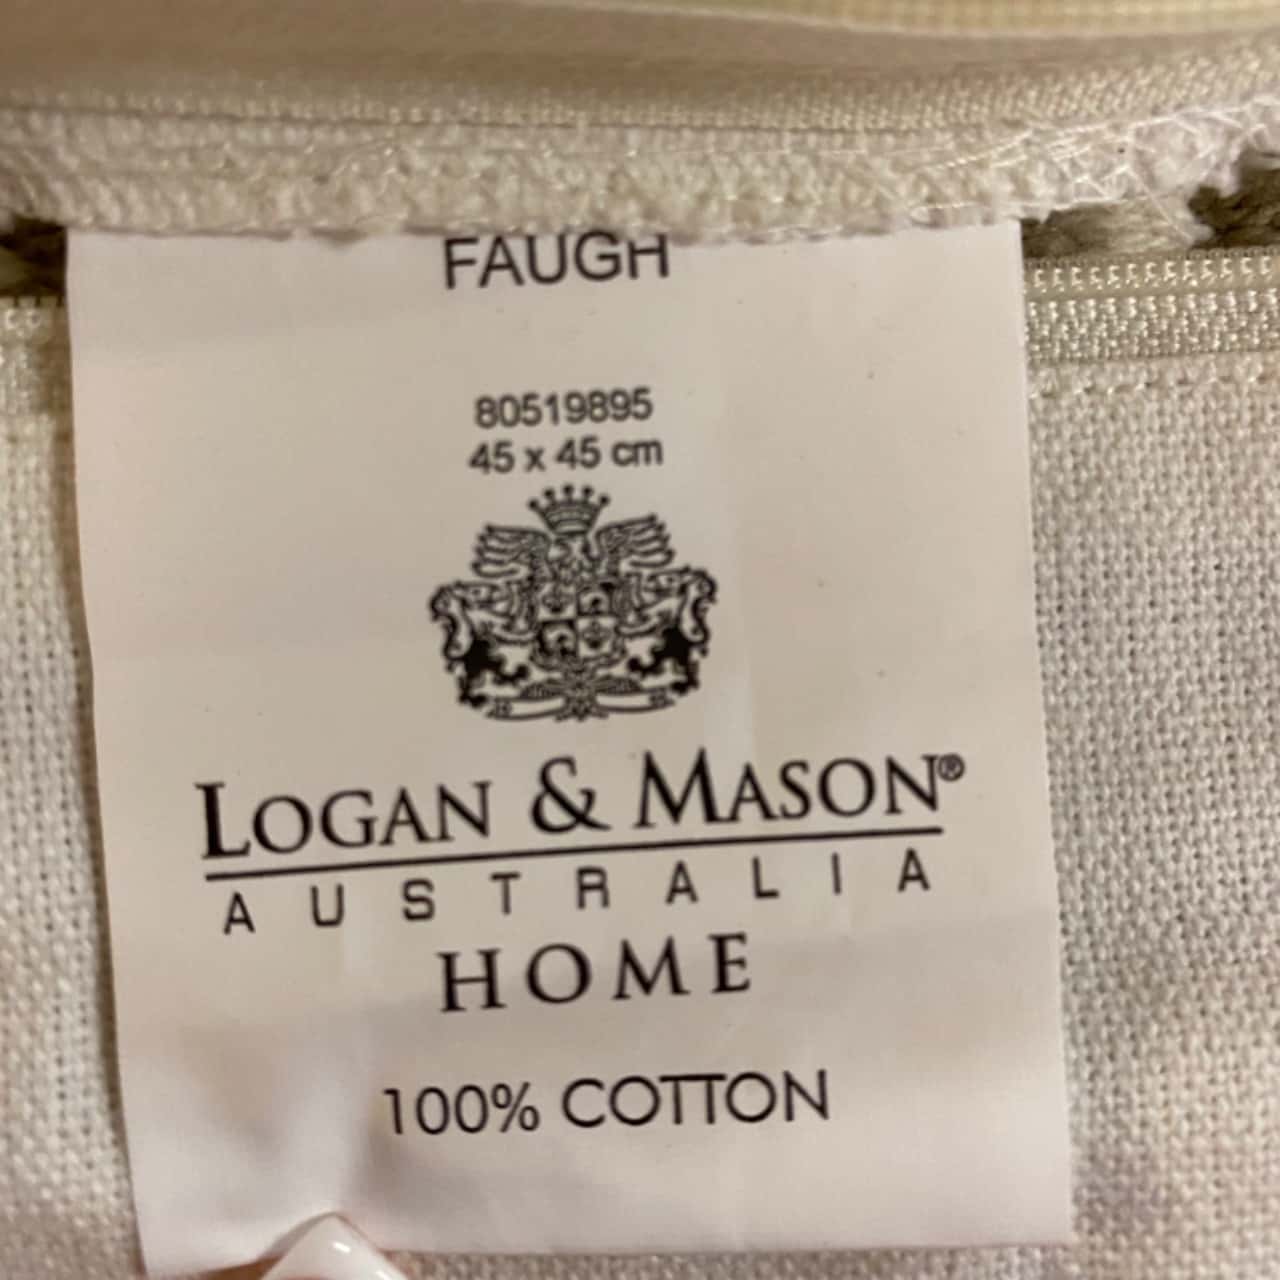 FAUGH
80519895
45 x 45 cm
LOGAN & MASON®
AUSTRALIA
HOME
100% COTTON